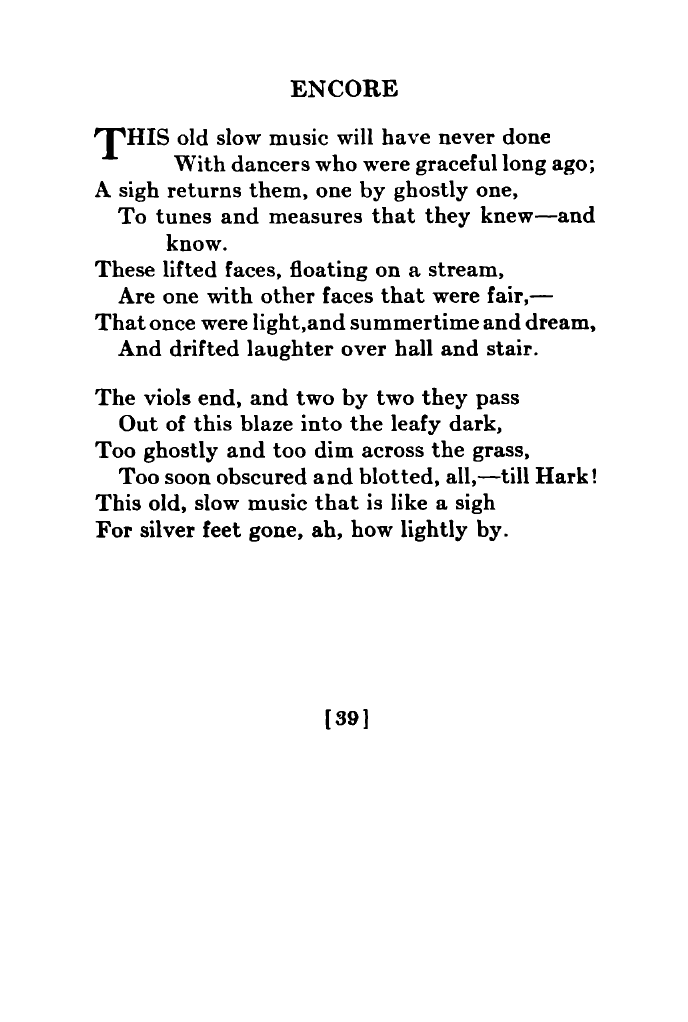 ENCORE
THIS old slow music will have never done
With dancers who were graceful long ago;
A sigh returns them, one by ghostly one,
To tunes and measures that they knew—and
know.
These lifted faces, floating on a stream,
Are one with other faces that were fair,—
That once were light,and summertime and dream,
And drifted laughter over hall and stair.
The viols end, and two by two they pass
Out of this blaze into the leafy dark,
Too ghostly and too dim across the grass,
Too soon obscured and blotted, all,—till Hark!
This old, slow music that is like a sigh
For silver feet gone, ah, how lightly by.
[39]